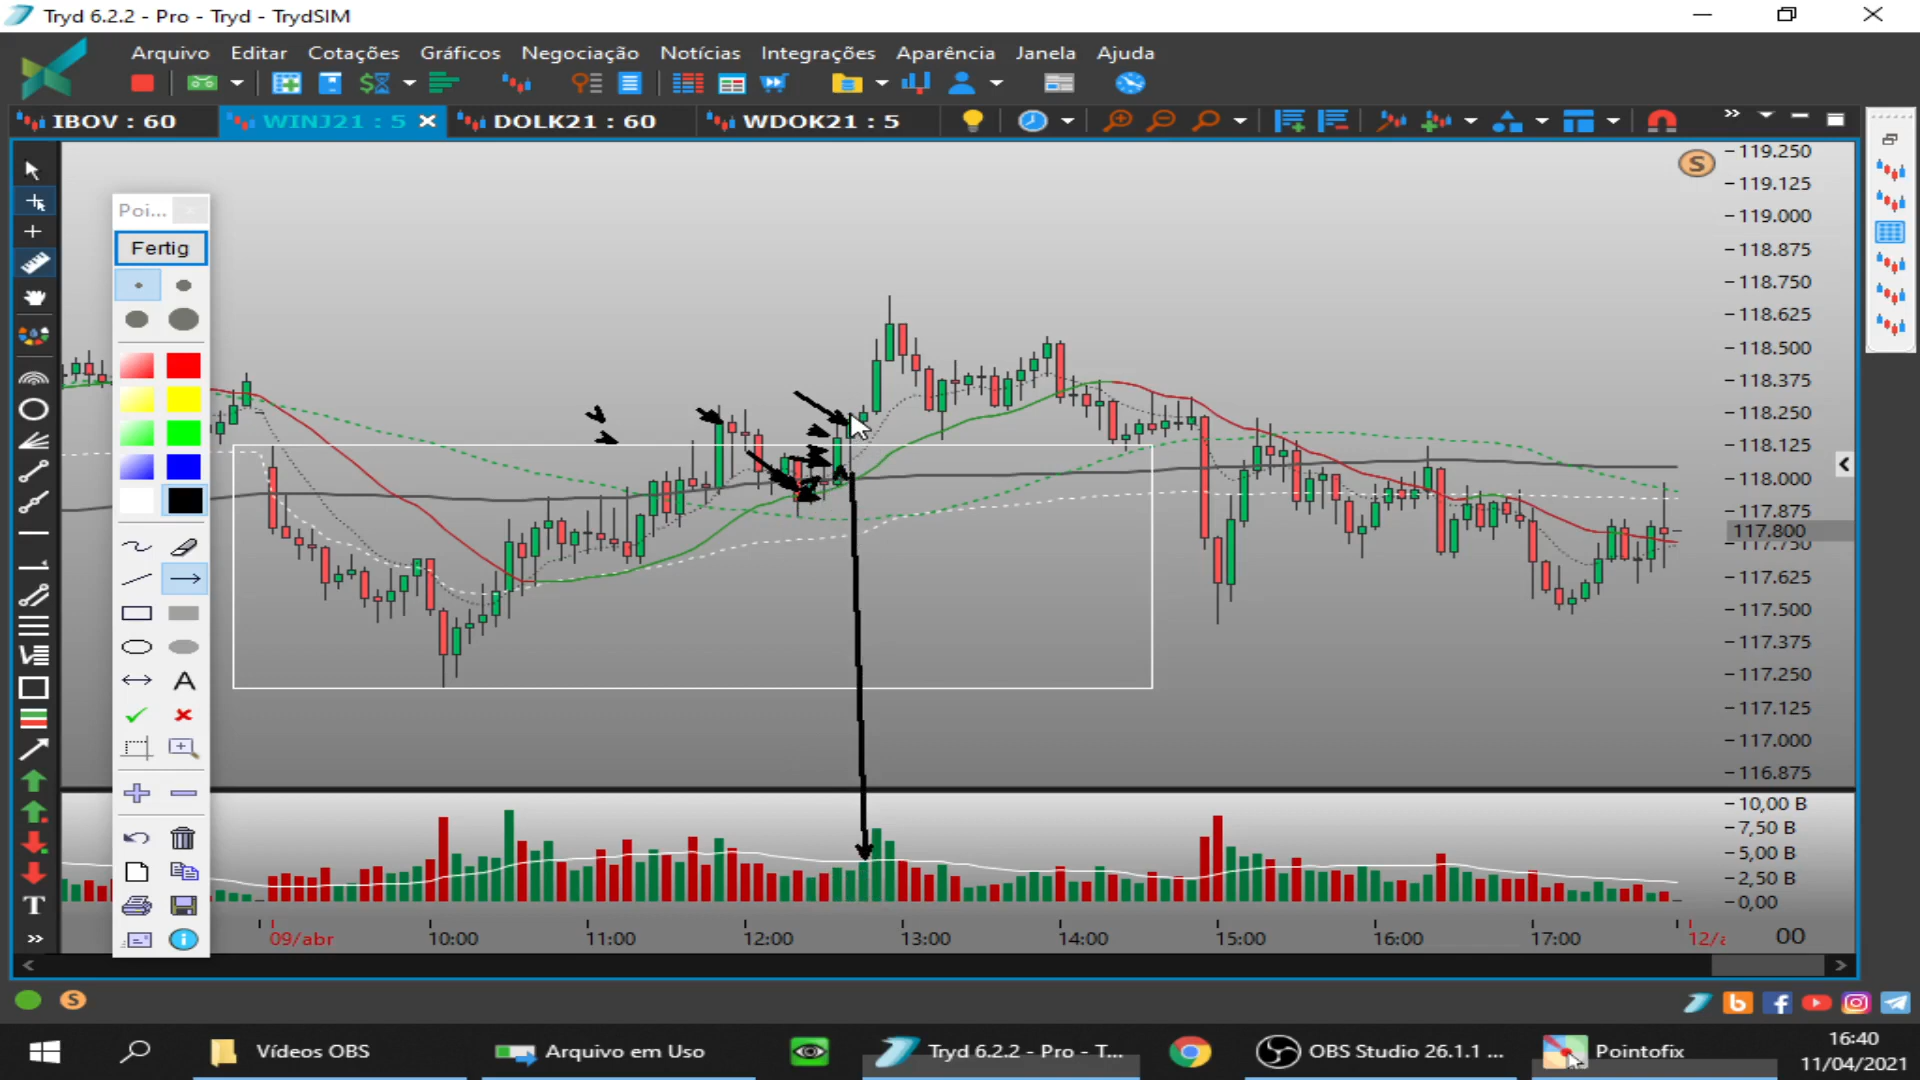 Tryd 6.2.2 - Pro - Tryd - TrydSIM
Arquivo Editar Cotações Gráficos Negociação Notícias Integrações Aparência Janela Ajuda
IBOV : 60 WINJ21 : 5 DOLK21 : 60 WDOK21 : 5
S
119.250
119.125
119.000
118.875
118.750
118.625
118.500
118.375
118.250
118.125
118.000
117.875
117.800
117.750
117.625
117.500
117.375
117.250
117.125
117.000
116.875
Poi...
Fertig
A
T
10,00 B
7,50 B
5,00 B
2,50 B
0,00
09/abr 10:00 11:00 12:00 13:00 14:00 15:00 16:00 17:00 12/a 00
S
Vídeos OBS Arquivo em Uso Tryd 6.2.2 - Pro - T... OBS Studio 26.1.1 ... Pointofix
16:40
11/04/2021